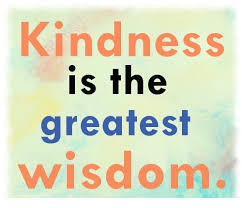 Kindness
is the
greatest
wisdom.